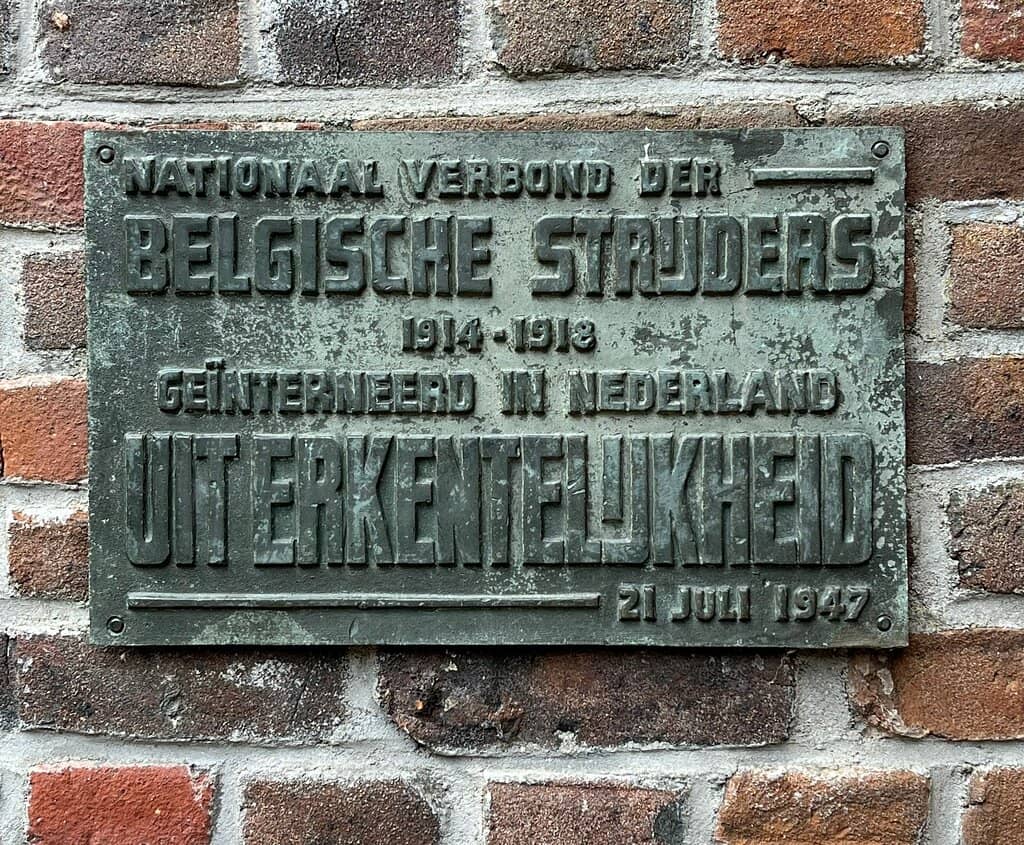 NATIONAAL VERBOND DER
BELGISCHE STRIJDERS
1914-1918
GEÏNTERNEERD IN NEDERLAND
UIT ERKENTELIJKHEID
21 JULI 1947